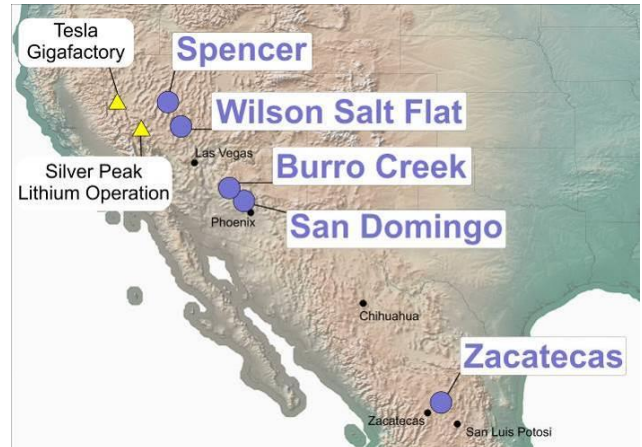 Tesla
Gigafactory
Spencer
Wilson Salt Flat
Las Vegas
Silver Peak
Lithium Operation
Burro Creek
Phoenix
San Domingo
Chihuahua
Zacatecas
Zacatecas
San Luis Potosi